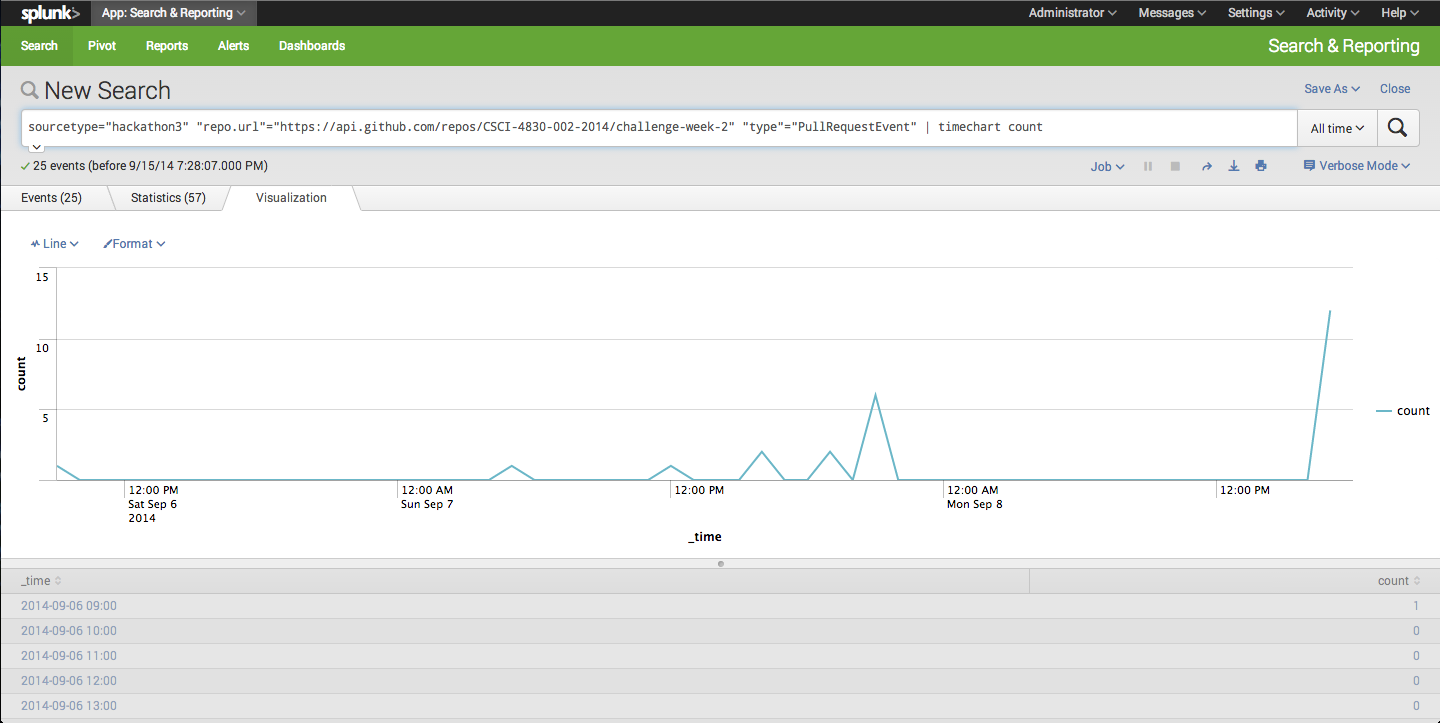 splunk> App: Search & Reporting Administrator Messages Settings Activity Help
Search Pivot Reports Alerts Dashboards Search & Reporting
New Search Save As Close
sourcetype="hackathon3" "repo.url"="https://api.github.com/repos/CSCI-4830-002-2014/challenge-week-2" "type"="PullRequestEvent" | timechart count All time
25 events (before 9/15/14 7:28:07.000 PM) Job Verbose Mode
Events (25) Statistics (57) Visualization
Line Format
15
10
5
count
count
12:00 PM 12:00 AM 12:00 PM 12:00 AM 12:00 PM
Sat Sep 6 Sun Sep 7 Mon Sep 8
2014
_time
_time count
2014-09-06 09:00 1
2014-09-06 10:00 0
2014-09-06 11:00 0
2014-09-06 12:00 0
2014-09-06 13:00 0